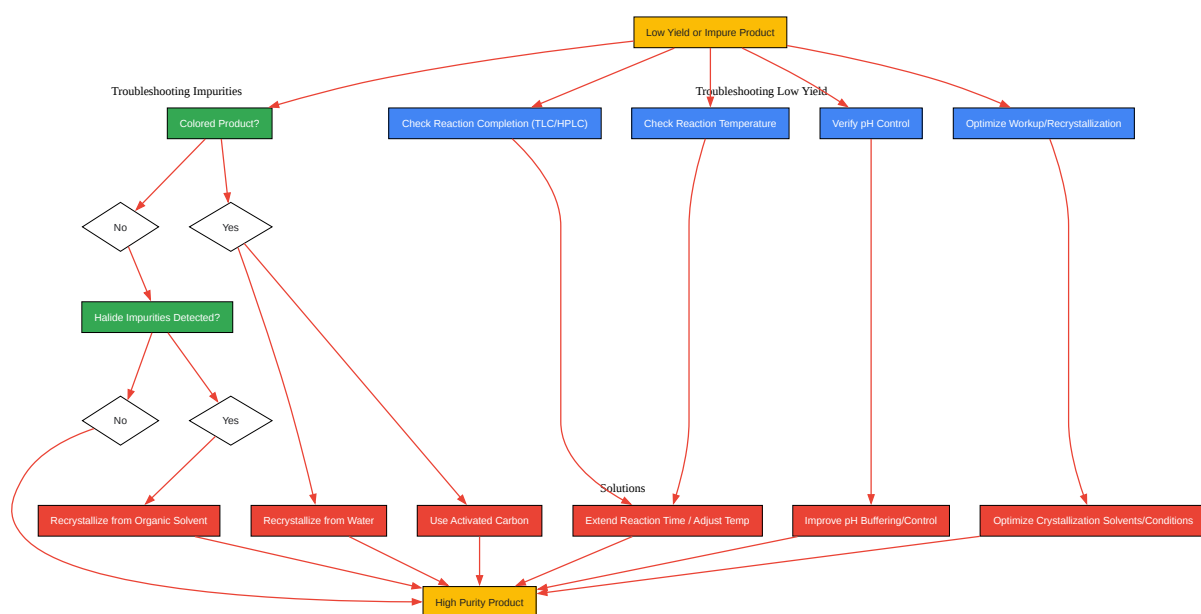 Low Yield or Impure Product
Troubleshooting Impurities
Troubleshooting Low Yield
Colored Product?
Check Reaction Completion (TLC/HPLC)
Check Reaction Temperature
Verify pH Control
Optimize Workup/Recrystallization
No
Yes
Halide Impurities Detected?
No
Yes
Solutions
Recrystallize from Organic Solvent
Recrystallize from Water
Use Activated Carbon
Extend Reaction Time / Adjust Temp
Improve pH Buffering/Control
Optimize Crystallization Solvents/Conditions
High Purity Product